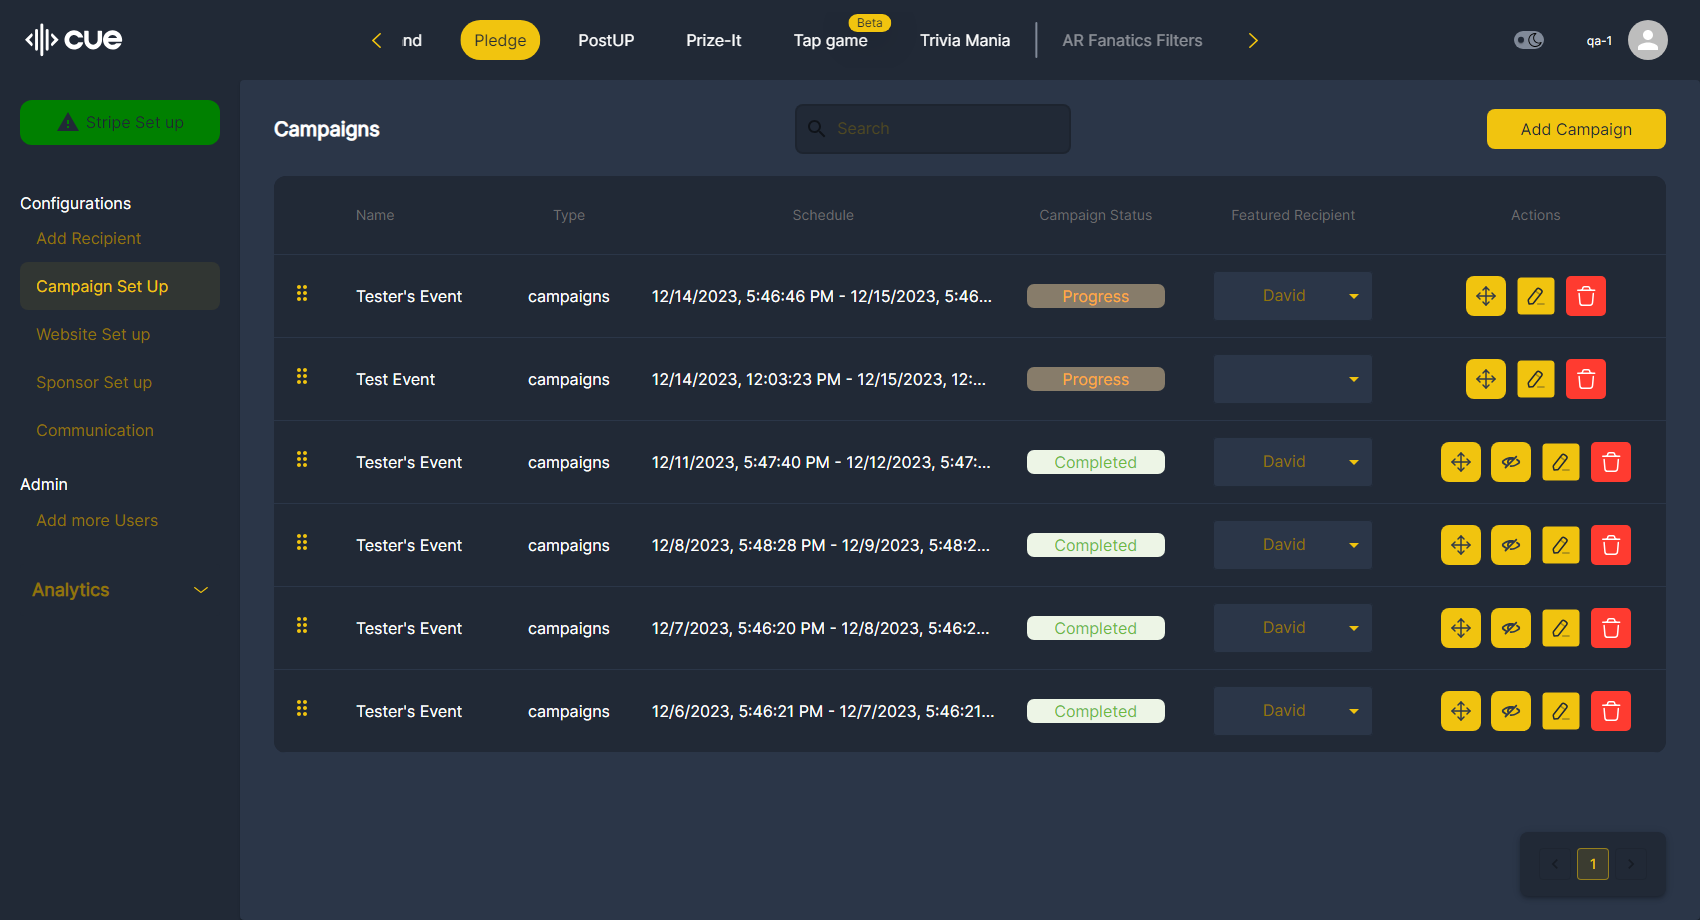 cue
nd
Pledge
PostUP
Prize-It
Beta
Tap game
Trivia Mania
AR Fanatics Filters
qa-1
Stripe Set up
Configurations
Add Recipient
Campaign Set Up
Website Set up
Sponsor Set up
Communication
Admin
Add more Users
Analytics
Campaigns
Search
Add Campaign
Name Type Schedule Campaign Status Featured Recipient Actions
Tester's Event campaigns 12/14/2023, 5:46:46 PM - 12/15/2023, 5:46... Progress David
Test Event campaigns 12/14/2023, 12:03:23 PM - 12/15/2023, 12:... Progress
Tester's Event campaigns 12/11/2023, 5:47:40 PM - 12/12/2023, 5:47:... Completed David
Tester's Event campaigns 12/8/2023, 5:48:28 PM - 12/9/2023, 5:48:2... Completed David
Tester's Event campaigns 12/7/2023, 5:46:20 PM - 12/8/2023, 5:46:2... Completed David
Tester's Event campaigns 12/6/2023, 5:46:21 PM - 12/7/2023, 5:46:21... Completed David
1